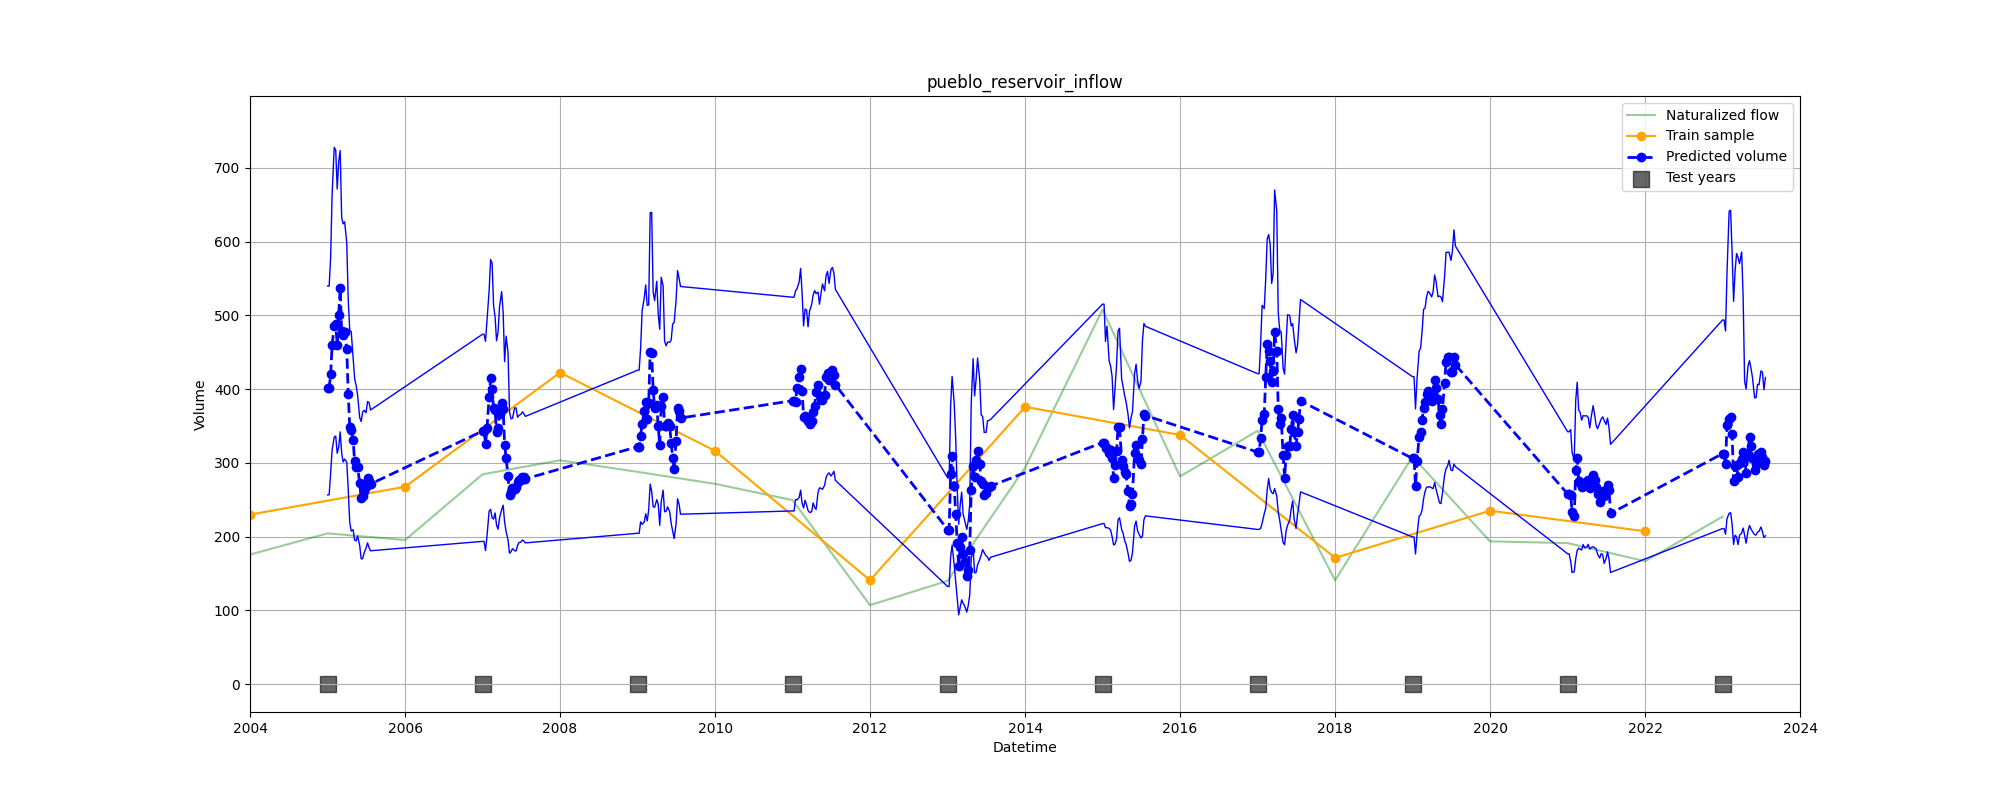 pueblo_reservoir_inflow
Naturalized flow
Train sample
Predicted volume
Test years
Volume
700
600
500
400
300
200
100
0
2004 2006 2008 2010 2012 2014 2016 2018 2020 2022 2024
Datetime